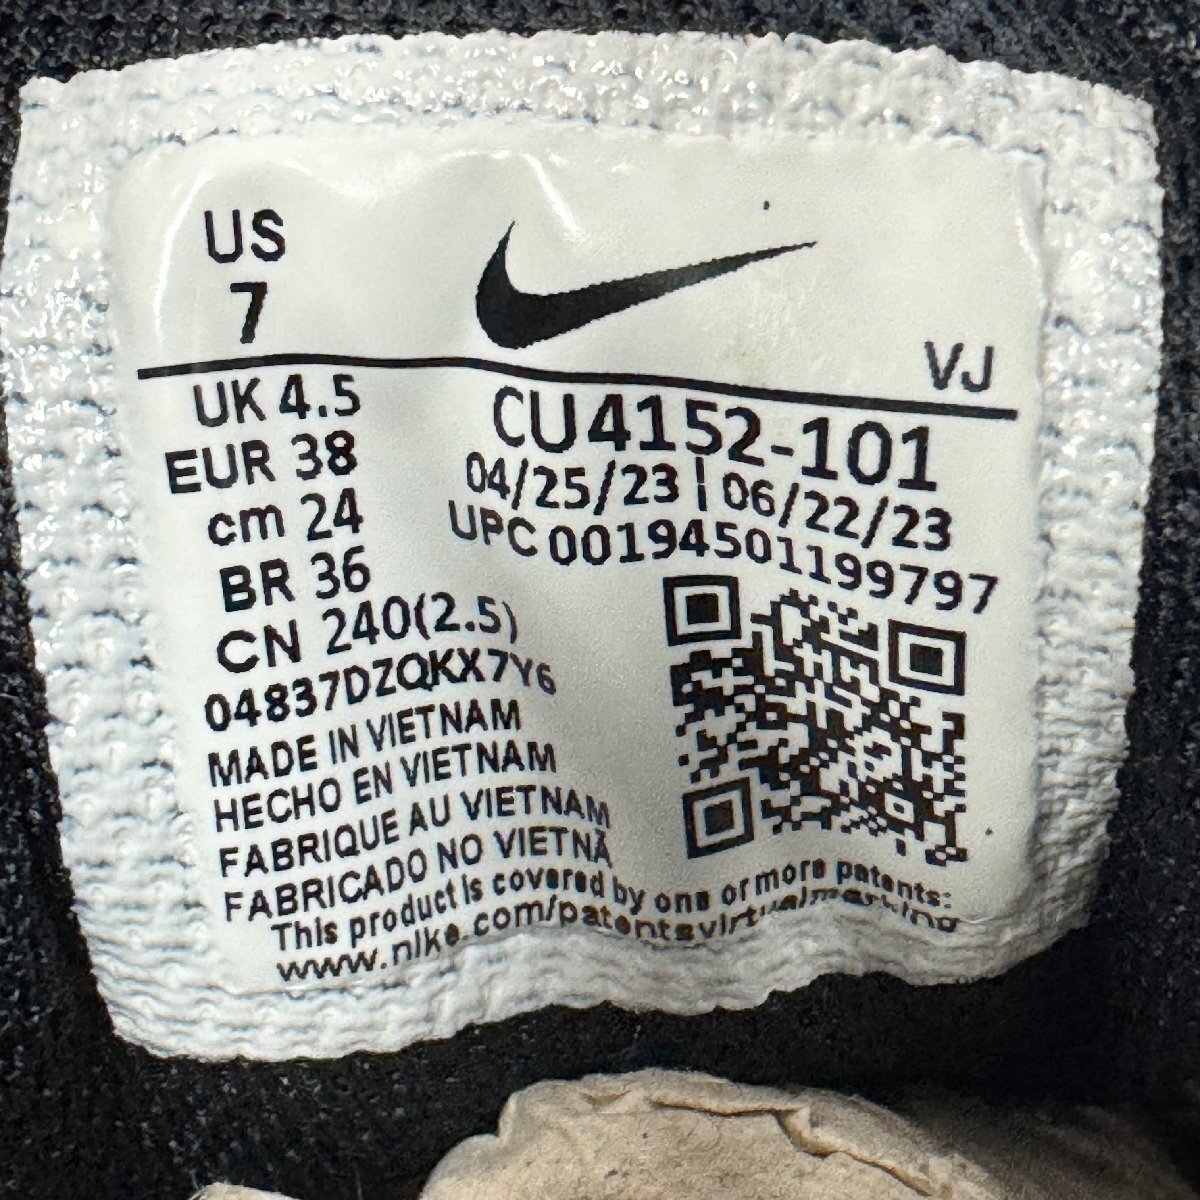 US
7
VJ
UK 4.5
EUR 38
cm 24
BR 36
CN 240(2.5)
CU4152-101
04/25/23 | 06/22/23
UPC 00194501199797
04837DZQKX7Y6
MADE IN VIETNAM
HECHO EN VIETNAM
FABRIQUE AU VIETNAM
FABRICADO NO VIETNÃ
This product is covered by one or more patents:
www.nike.com/patentsvirtualmarking